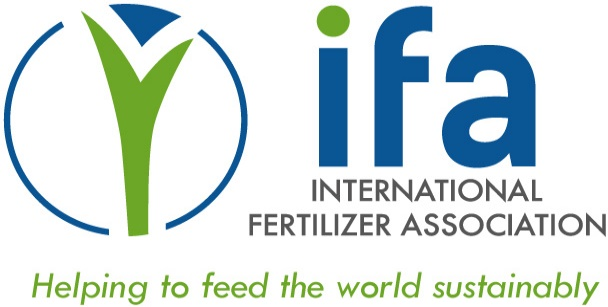 ifa
INTERNATIONAL
FERTILIZER ASSOCIATION
Helping to feed the world sustainably